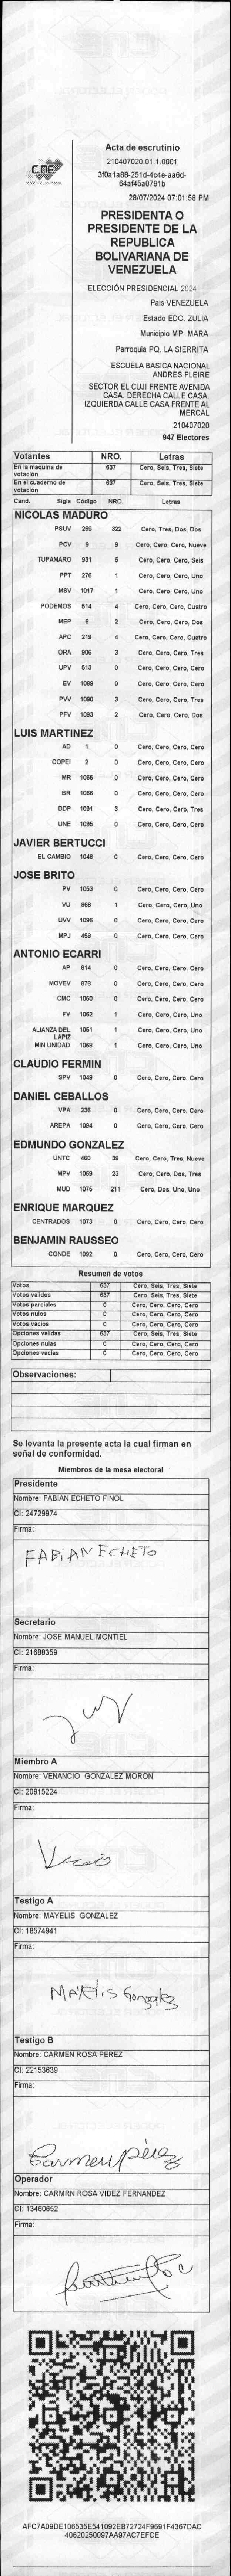 Acta de escrutinio
210407020.01.1.0001
3f0a1a88-251d-4c4e-aa6d-
64af45a0791b
28/07/2024 07:01:58 PM
CNE
PRESIDENTA O
PRESIDENTE DE LA
REPUBLICA
BOLIVARIANA DE
VENEZUELA
ELECCIÓN PRESIDENCIAL 2024
Pais VENEZUELA
Estado EDO. ZULIA
Municipio MP. MARA
Parroquia PQ. LA SIERRITA
ESCUELA BASICA NACIONAL
ANDRES FLEIRE
SECTOR EL CUJI FRENTE AVENIDA
CASA. DERECHA CALLE CASA.
IZQUIERDA CALLE CASA FRENTE AL
MERCAL
210407020
947 Electores
Votantes NRO. Letras
En la máquina de votación 637 Cero, Seis, Tres, Siete
En el cuaderno de votación 637 Cero, Seis, Tres, Siete
Cand. Sigla Código NRO. Letras
NICOLAS MADURO
PSUV 269 322 Cero, Tres, Dos, Dos
PCV 9 9 Cero, Cero, Cero, Nueve
TUPAMARO 931 6 Cero, Cero, Cero, Seis
PPT 276 1 Cero, Cero, Cero, Uno
MSV 1017 1 Cero, Cero, Cero, Uno
PODEMOS 514 4 Cero, Cero, Cero, Cuatro
MEP 6 2 Cero, Cero, Cero, Dos
APC 219 4 Cero, Cero, Cero, Cuatro
ORA 906 3 Cero, Cero, Cero, Tres
UPV 513 0 Cero, Cero, Cero, Cero
EV 1089 0 Cero, Cero, Cero, Cero
PVV 1090 3 Cero, Cero, Cero, Tres
PFV 1093 2 Cero, Cero, Cero, Dos
LUIS MARTINEZ
AD 1 0 Cero, Cero, Cero, Cero
COPEI 2 0 Cero, Cero, Cero, Cero
MR 1065 0 Cero, Cero, Cero, Cero
BR 1066 0 Cero, Cero, Cero, Cero
DDP 1091 3 Cero, Cero, Cero, Tres
UNE 1095 0 Cero, Cero, Cero, Cero
JAVIER BERTUCCI
EL CAMBIO 1048 0 Cero, Cero, Cero, Cero
JOSE BRITO
PV 1053 0 Cero, Cero, Cero, Cero
VU 868 1 Cero, Cero, Cero, Uno
UVV 1096 0 Cero, Cero, Cero, Cero
MPJ 458 0 Cero, Cero, Cero, Cero
ANTONIO ECARRI
AP 814 0 Cero, Cero, Cero, Cero
MOVEV 978 0 Cero, Cero, Cero, Cero
CMC 1050 0 Cero, Cero, Cero, Cero
FV 1062 1 Cero, Cero, Cero, Uno
ALIANZA DEL LAPIZ 1051 1 Cero, Cero, Cero, Uno
MIN UNIDAD 1068 1 Cero, Cero, Cero, Uno
CLAUDIO FERMIN
SPV 1049 0 Cero, Cero, Cero, Cero
DANIEL CEBALLOS
VPA 236 0 Cero, Cero, Cero, Cero
AREPA 1094 0 Cero, Cero, Cero, Cero
EDMUNDO GONZALEZ
UNTC 460 39 Cero, Cero, Tres, Nueve
MPV 1069 23 Cero, Cero, Dos, Tres
MUD 1075 211 Cero, Dos, Uno, Uno
ENRIQUE MARQUEZ
CENTRADOS 1073 0 Cero, Cero, Cero, Cero
BENJAMIN RAUSSEO
CONDE 1092 0 Cero, Cero, Cero, Cero
Resumen de votos
Votos 637 Cero, Seis, Tres, Siete
Votos validos 637 Cero, Seis, Tres, Siete
Votos parciales 0 Cero, Cero, Cero, Cero
Votos nulos 0 Cero, Cero, Cero, Cero
Votos vacios 0 Cero, Cero, Cero, Cero
Opciones validas 637 Cero, Seis, Tres, Siete
Opciones nulas 0 Cero, Cero, Cero, Cero
Opciones vacias 0 Cero, Cero, Cero, Cero
Observaciones:
Se levanta la presente acta la cual firman en
señal de conformidad.
Miembros de la mesa electoral
Presidente
Nombre: FABIAN ECHETO FINOL
CI: 24729974
Firma:
FABIAN ECHETO
Secretario
Nombre: JOSE MANUEL MONTIEL
CI: 21688359
Firma:
Miembro A
Nombre: VENANCIO GONZALEZ MORON
CI: 20815224
Firma:
Testigo A
Nombre: MAYELIS GONZALEZ
CI: 18574941
Firma:
MAYELIS Gonzalez
Testigo B
Nombre: CARMEN ROSA PEREZ
CI: 22153639
Firma:
Carmen Pérez
Operador
Nombre: CARMRN ROSA VIDEZ FERNANDEZ
CI: 13460652
Firma:
AFC7A09DE106535E541092EB72724F9691F4367DAC
40620250097AA97AC7EFCE